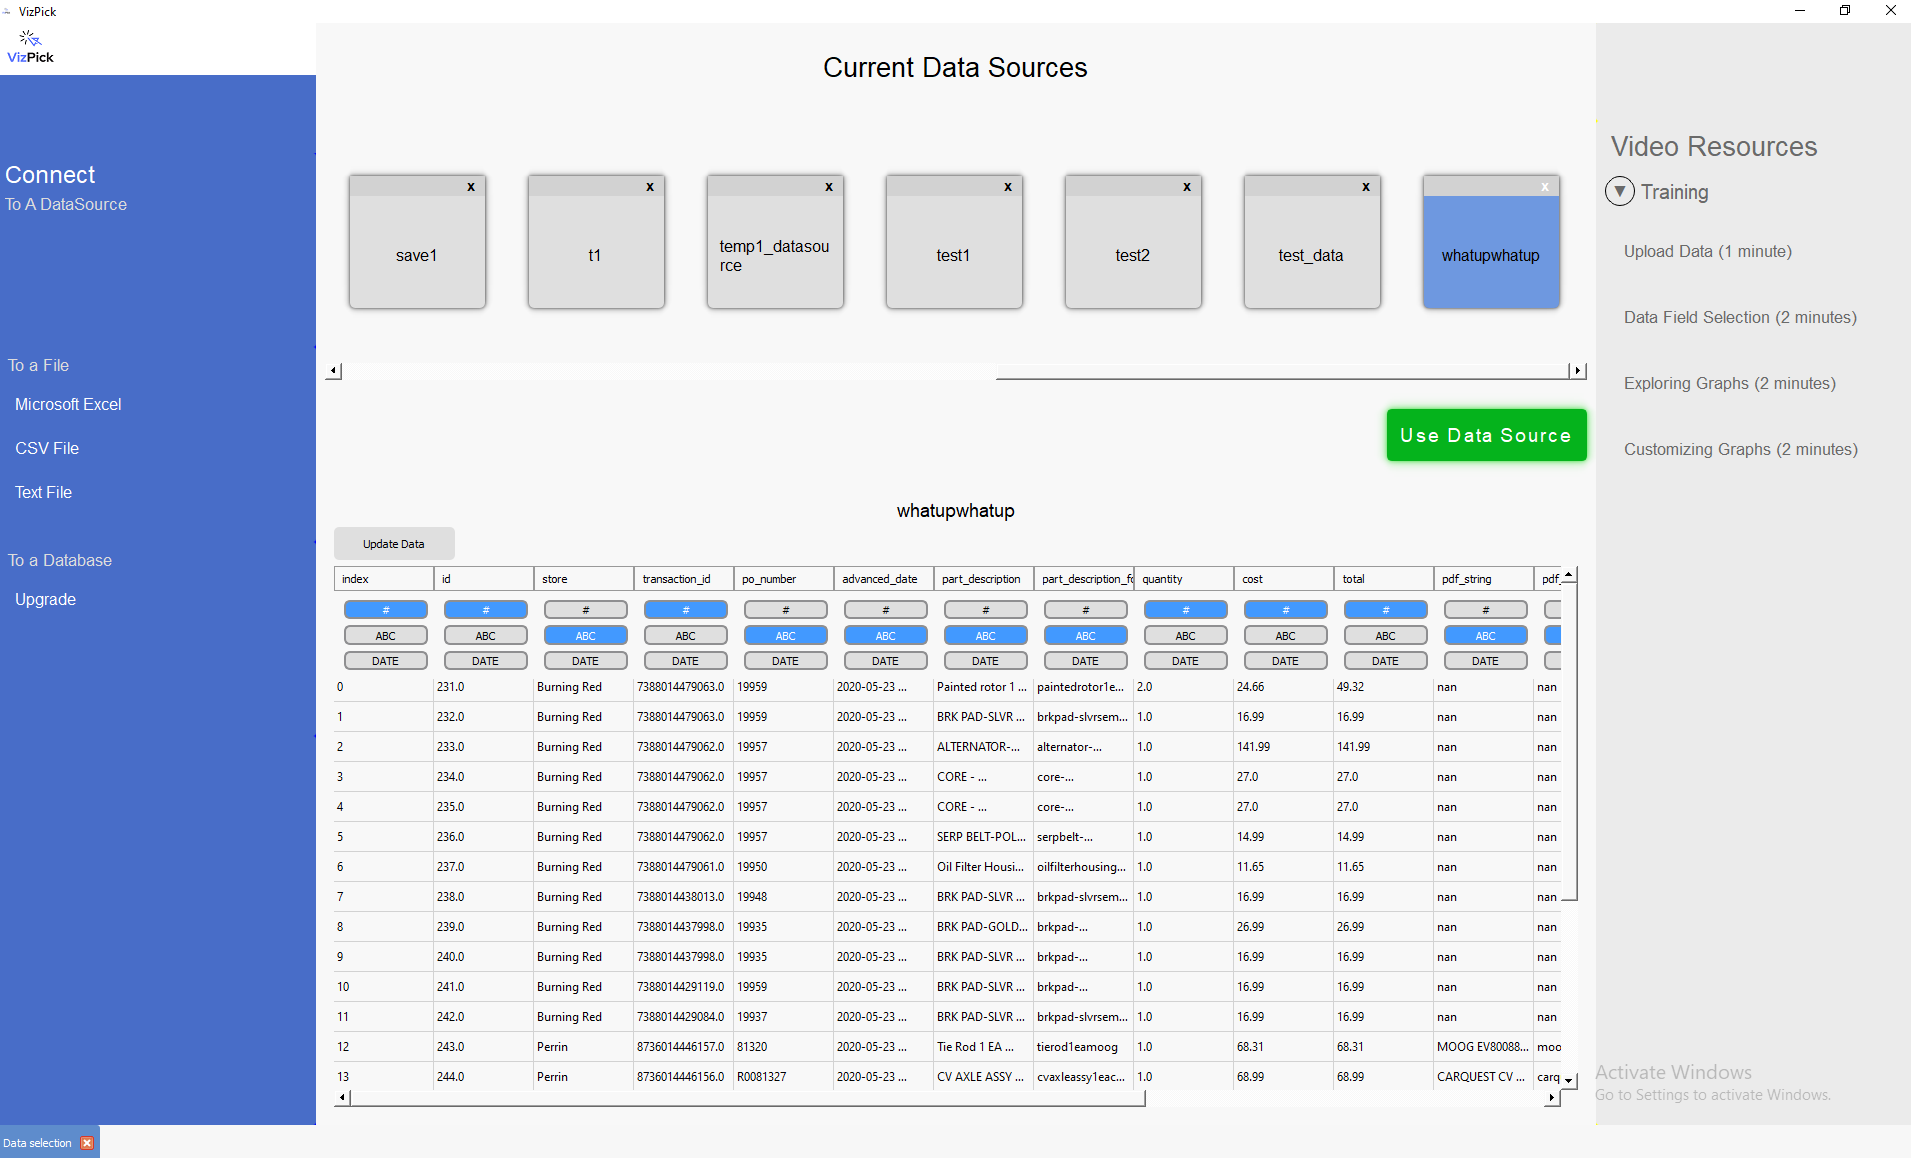 VizPick
VizPick
Current Data Sources
Connect
To A DataSource
To a File
Microsoft Excel
CSV File
Text File
To a Database
Upgrade
x x x x x x x
save1 t1 temp1_datasou test1 test2 test_data whatupwhatup
rce
Use Data Source
Video Resources
▼ Training
Upload Data (1 minute)
Data Field Selection (2 minutes)
Exploring Graphs (2 minutes)
Customizing Graphs (2 minutes)
whatupwhatup
Update Data
index id store transaction_id po_number advanced_date part_description part_description_fo quantity cost total pdf_string pdf_
# # # # # # # # # # # #
ABC ABC ABC ABC ABC ABC ABC ABC ABC ABC ABC ABC
DATE DATE DATE DATE DATE DATE DATE DATE DATE DATE DATE DATE
0 231.0 Burning Red 7388014479063.0 19959 2020-05-23 ... Painted rotor 1 ... paintedrotor1e... 2.0 24.66 49.32 nan nan
1 232.0 Burning Red 7388014479063.0 19959 2020-05-23 ... BRK PAD-SLVR ... brkpad-slvrsem... 1.0 16.99 16.99 nan nan
2 233.0 Burning Red 7388014479062.0 19957 2020-05-23 ... ALTERNATOR-... alternator-... 1.0 141.99 141.99 nan nan
3 234.0 Burning Red 7388014479062.0 19957 2020-05-23 ... CORE - ... core-... 1.0 27.0 27.0 nan nan
4 235.0 Burning Red 7388014479062.0 19957 2020-05-23 ... CORE - ... core-... 1.0 27.0 27.0 nan nan
5 236.0 Burning Red 7388014479062.0 19957 2020-05-23 ... SERP BELT-POL... serpbelt-... 1.0 14.99 14.99 nan nan
6 237.0 Burning Red 7388014479061.0 19950 2020-05-23 ... Oil Filter Housi... oilfilterhousing... 1.0 11.65 11.65 nan nan
7 238.0 Burning Red 7388014438013.0 19948 2020-05-23 ... BRK PAD-SLVR ... brkpad-slvrsem... 1.0 16.99 16.99 nan nan
8 239.0 Burning Red 7388014437998.0 19935 2020-05-23 ... BRK PAD-GOLD... brkpad-... 1.0 26.99 26.99 nan nan
9 240.0 Burning Red 7388014437998.0 19935 2020-05-23 ... BRK PAD-SLVR ... brkpad-... 1.0 16.99 16.99 nan nan
10 241.0 Burning Red 7388014429119.0 19959 2020-05-23 ... BRK PAD-SLVR ... brkpad-... 1.0 16.99 16.99 nan nan
11 242.0 Burning Red 7388014429084.0 19937 2020-05-23 ... BRK PAD-SLVR ... brkpad-slvrsem... 1.0 16.99 16.99 nan nan
12 243.0 Perrin 8736014446157.0 81320 2020-05-23 ... Tie Rod 1 EA ... tierod1eamoog 1.0 68.31 68.31 MOOG EV80088... moo
13 244.0 Perrin 8736014446156.0 R0081327 2020-05-23 ... CV AXLE ASSY ... cvaxleassy1eac... 1.0 68.99 68.99 CARQUEST CV ... carq
Activate Windows
Go to Settings to activate Windows.
Data selection